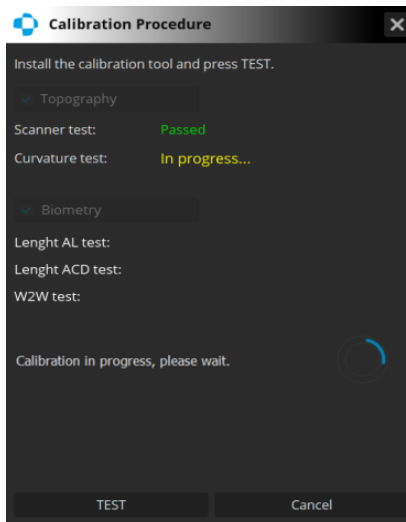 Calibration Procedure
Install the calibration tool and press TEST.
Topography
Scanner test: Passed
Curvature test: In progress...
Biometry
Lenght AL test:
Lenght ACD test:
W2W test:
Calibration in progress, please wait.
TEST Cancel